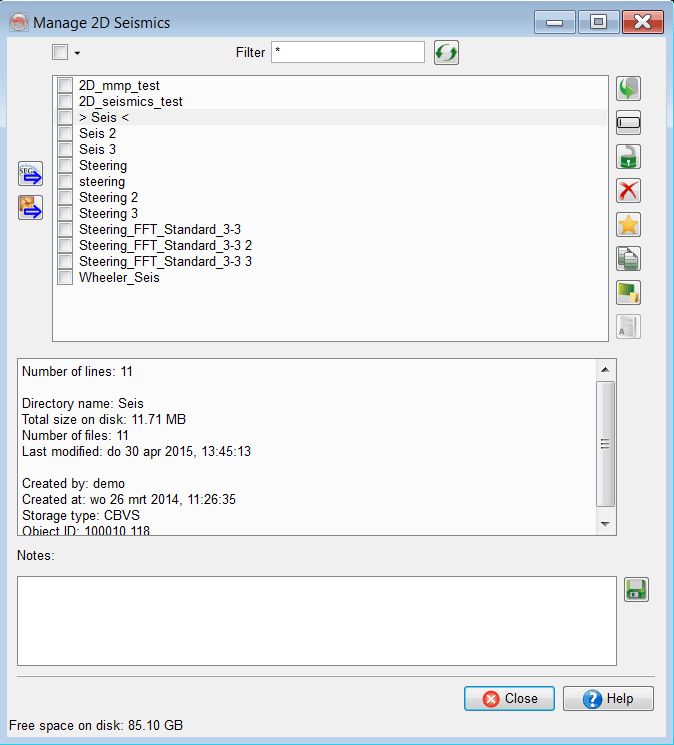 Manage 2D Seismics
Filter *
2D_mmp_test
2D_seismics_test
> Seis <
Seis 2
Seis 3
Steering
steering
Steering 2
Steering 3
Steering_FFT_Standard_3-3
Steering_FFT_Standard_3-3 2
Steering_FFT_Standard_3-3 3
Wheeler_Seis
SEG
A
Number of lines: 11
Directory name: Seis
Total size on disk: 11.71 MB
Number of files: 11
Last modified: do 30 apr 2015, 13:45:13
Created by: demo
Created at: wo 26 mrt 2014, 11:26:35
Storage type: CBVS
Object ID: 100010.118
Notes:
Close
Help
Free space on disk: 85.10 GB